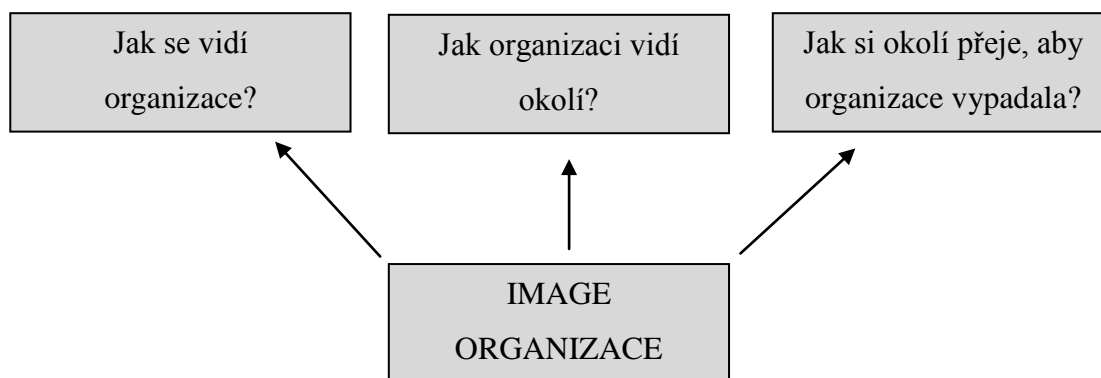 Jak se vidí
organizace?
Jak organizaci vidí
okolí?
Jak si okolí přeje, aby
organizace vypadala?
IMAGE
ORGANIZACE